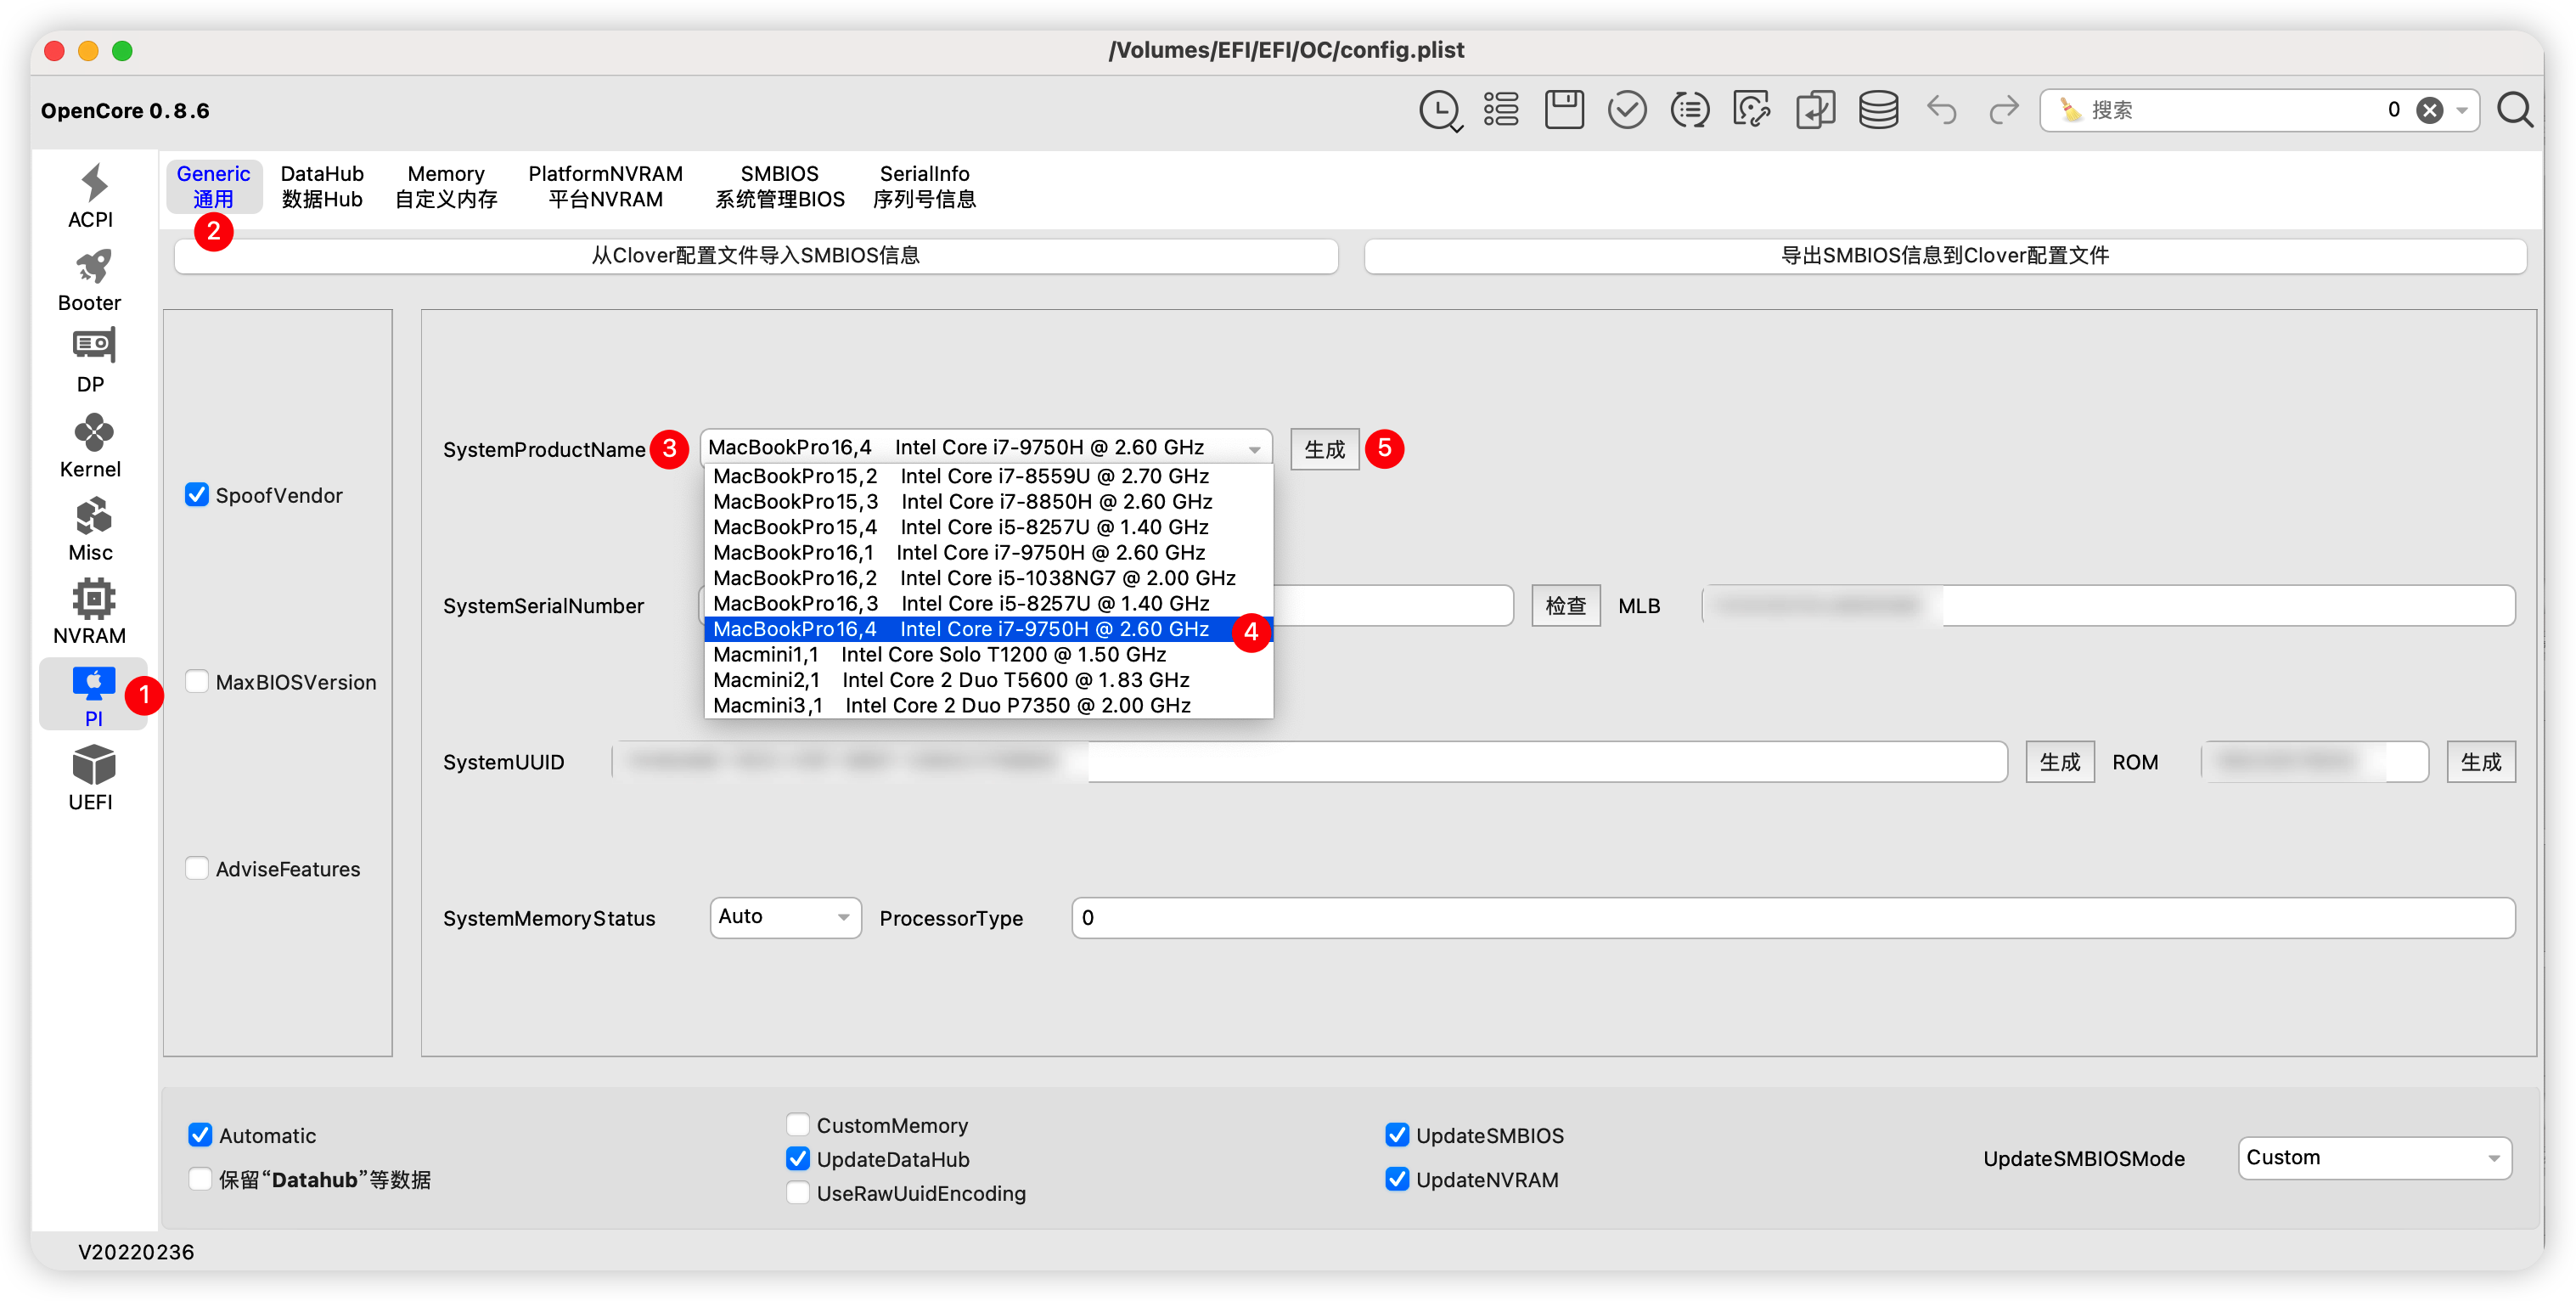 /Volumes/EFI/EFI/OC/config.plist
OpenCore 0.8.6
搜索 0
ACPI
Booter
DP
Kernel
Misc
NVRAM
PI
1
UEFI
Generic DataHub Memory PlatformNVRAM SMBIOS SerialInfo
通用 数据Hub 自定义内存 平台NVRAM 系统管理BIOS 序列号信息
2
从Clover配置文件导入SMBIOS信息 导出SMBIOS信息到Clover配置文件
SpoofVendor
MaxBIOSVersion
AdviseFeatures
SystemProductName 3 MacBookPro16,4 Intel Core i7-9750H @ 2.60 GHz 生成 5
MacBookPro15,2 Intel Core i7-8559U @ 2.70 GHz
MacBookPro15,3 Intel Core i7-8850H @ 2.60 GHz
MacBookPro15,4 Intel Core i5-8257U @ 1.40 GHz
MacBookPro16,1 Intel Core i7-9750H @ 2.60 GHz
MacBookPro16,2 Intel Core i5-1038NG7 @ 2.00 GHz
MacBookPro16,3 Intel Core i5-8257U @ 1.40 GHz
MacBookPro16,4 Intel Core i7-9750H @ 2.60 GHz 4
Macmini1,1 Intel Core Solo T1200 @ 1.50 GHz
Macmini2,1 Intel Core 2 Duo T5600 @ 1.83 GHz
Macmini3,1 Intel Core 2 Duo P7350 @ 2.00 GHz
SystemSerialNumber 检查 MLB
SystemUUID 生成 ROM 生成
SystemMemoryStatus Auto ProcessorType 0
Automatic
保留“Datahub”等数据
CustomMemory
UpdateDataHub
UseRawUuidEncoding
UpdateSMBIOS
UpdateNVRAM
UpdateSMBIOSMode Custom
V20220236